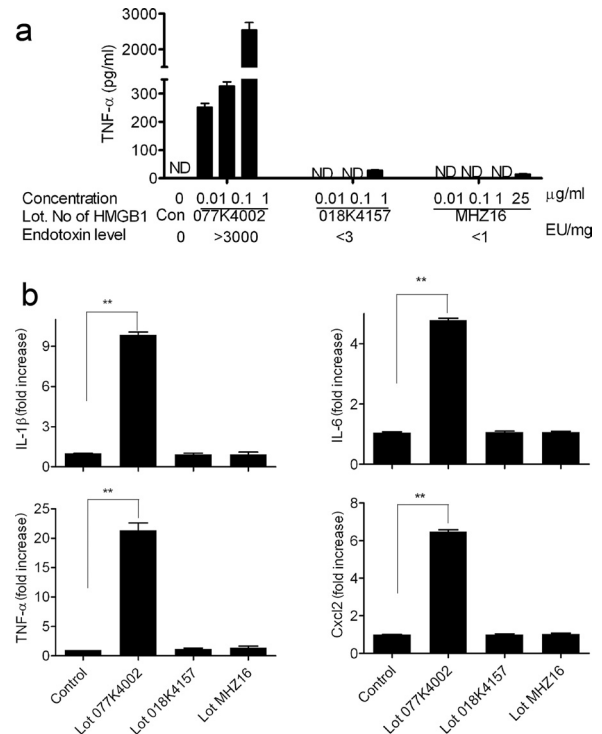 a
TNF-α (pg/ml)
3000
2000
300
200
100
0
ND
ND ND
ND ND ND
Concentration 0 0.01 0.1 1 0.01 0.1 1 0.01 0.1 1 25 μg/ml
Lot. No of HMGB1 Con 077K4002 018K4157 MHZ16
Endotoxin level 0 >3000 <3 <1 EU/mg
b
IL-1β (fold increase)
9
6
3
0
**
IL-6 (fold increase)
4
2
0
**
TNF-α (fold increase)
25
20
15
10
5
0
**
Control
Lot 077K4002
Lot 018K4157
Lot MHZ16
Cxcl2 (fold increase)
8
6
4
2
0
**
Control
Lot 077K4002
Lot 018K4157
Lot MHZ16